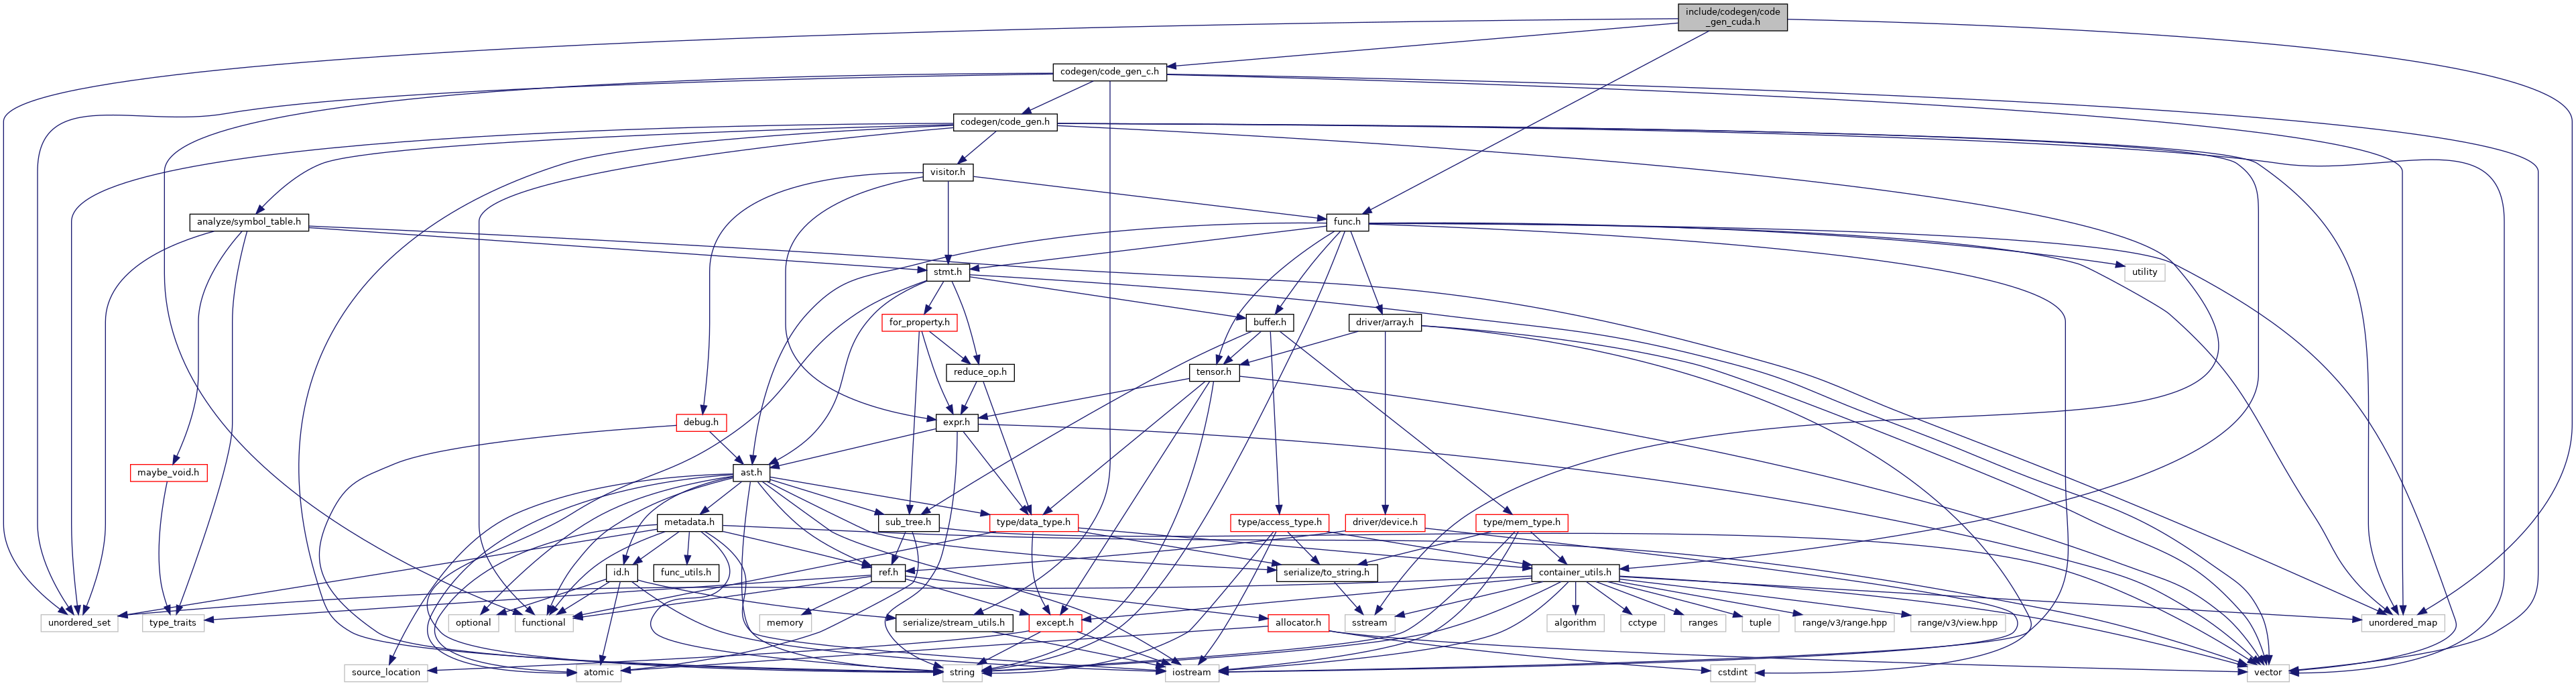 include/codegen/code
_gen_cuda.h
codegen/code_gen_c.h
codegen/code_gen.h
visitor.h
analyze/symbol_table.h
func.h
stmt.h
utility
for_property.h
buffer.h
driver/array.h
reduce_op.h
tensor.h
debug.h
expr.h
maybe_void.h
ast.h
metadata.h
sub_tree.h
type/data_type.h
type/access_type.h
driver/device.h
type/mem_type.h
id.h
func_utils.h
ref.h
serialize/to_string.h
container_utils.h
unordered_set
type_traits
optional
functional
memory
serialize/stream_utils.h
except.h
allocator.h
sstream
algorithm
cctype
ranges
tuple
range/v3/range.hpp
range/v3/view.hpp
unordered_map
source_location
atomic
string
iostream
cstdint
vector